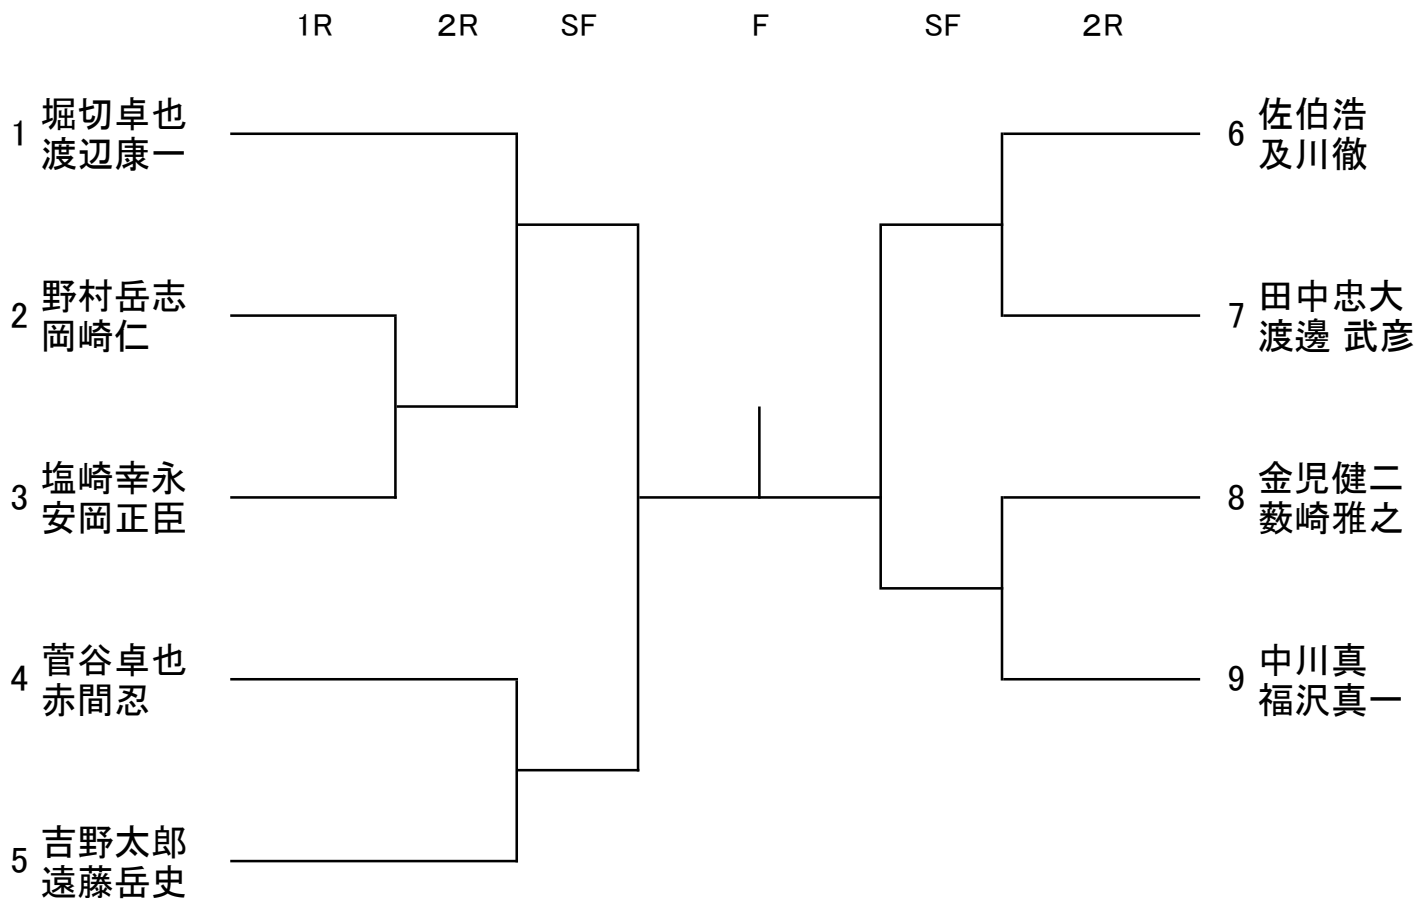 1R 2R SF F SF 2R
1 堀切卓也
渡辺康一
2 野村岳志
岡崎仁
3 塩崎幸永
安岡正臣
4 菅谷卓也
赤間忍
5 吉野太郎
遠藤岳史
6 佐伯浩
及川徹
7 田中忠大
渡邊 武彦
8 金児健二
薮崎雅之
9 中川真
福沢真一